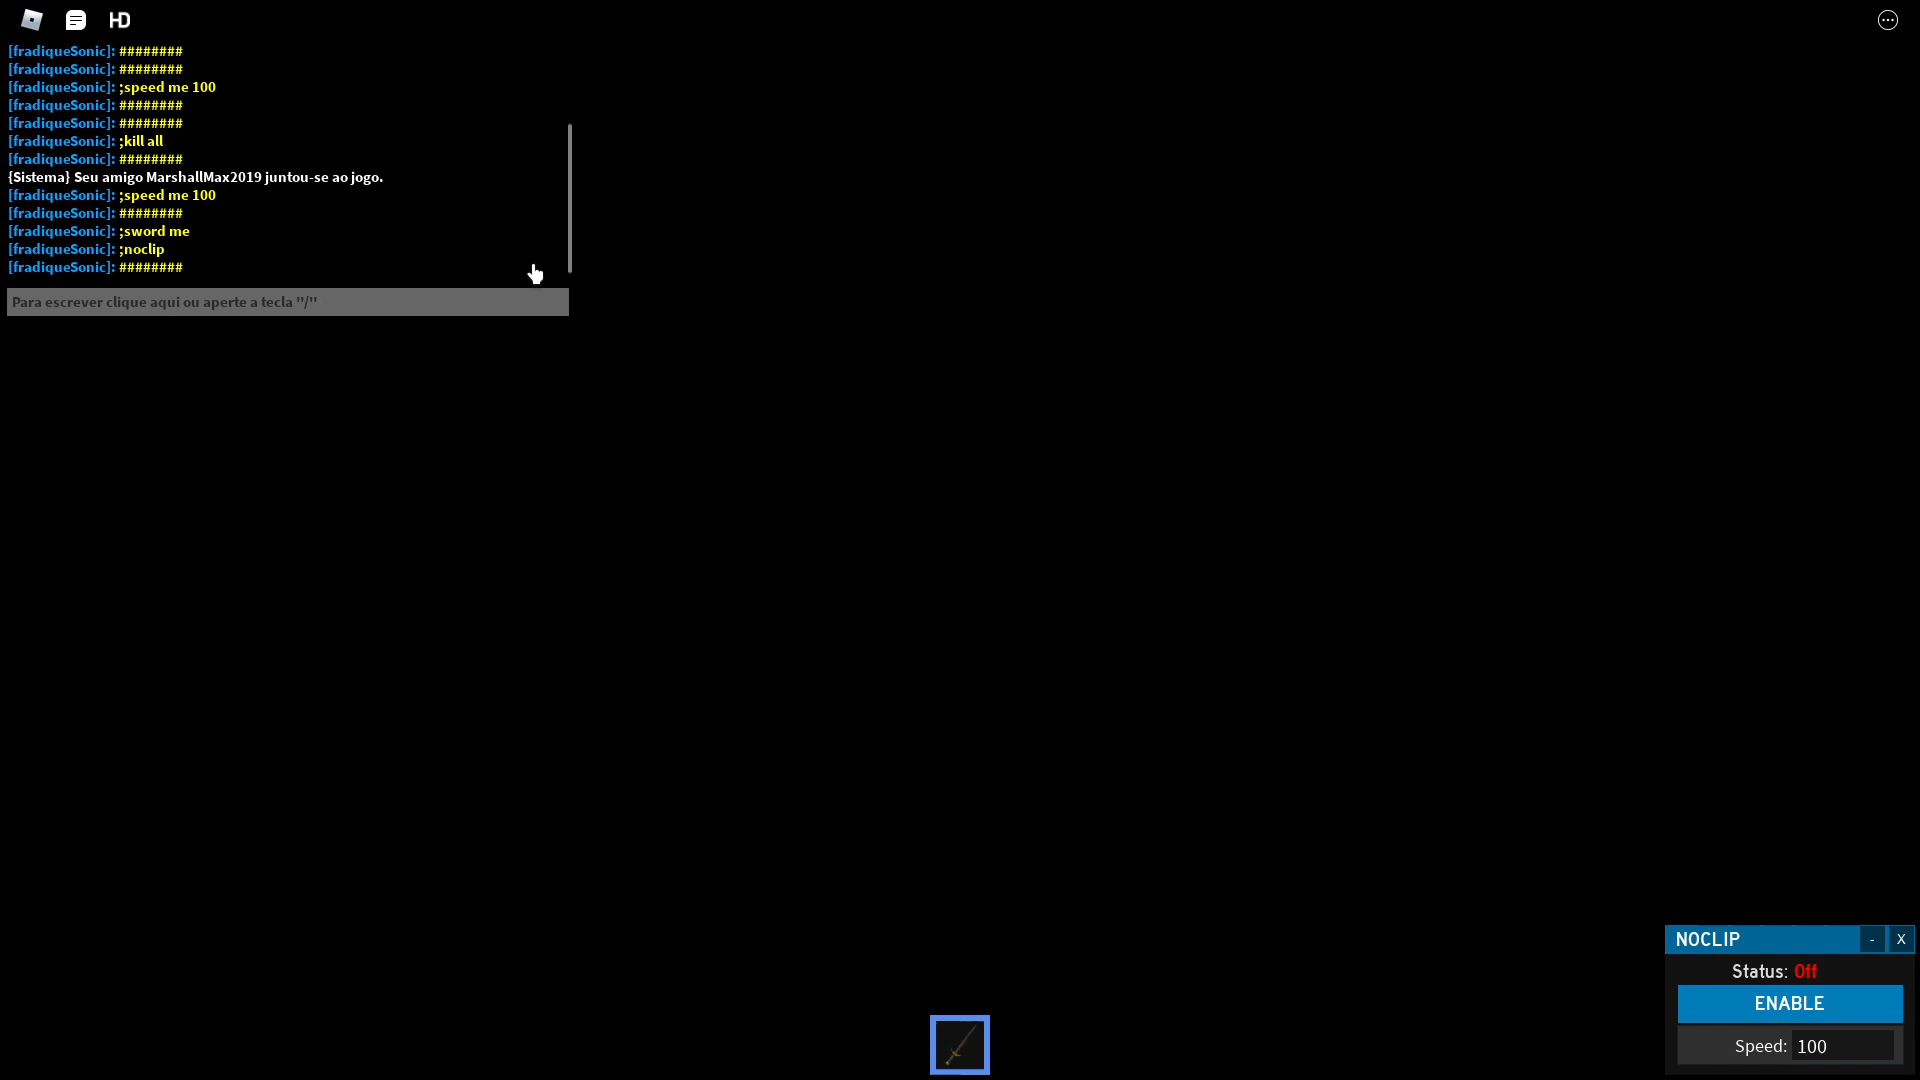 HD
[fradiqueSonic]: ########
[fradiqueSonic]: ########
[fradiqueSonic]: ;speed me 100
[fradiqueSonic]: ########
[fradiqueSonic]: ########
[fradiqueSonic]: ;kill all
[fradiqueSonic]: ########
{Sistema} Seu amigo MarshallMax2019 juntou-se ao jogo.
[fradiqueSonic]: ;speed me 100
[fradiqueSonic]: ########
[fradiqueSonic]: ;sword me
[fradiqueSonic]: ;noclip
[fradiqueSonic]: ########
Para escrever clique aqui ou aperte a tecla "/"
NOCLIP - X
Status: Off
ENABLE
Speed: 100